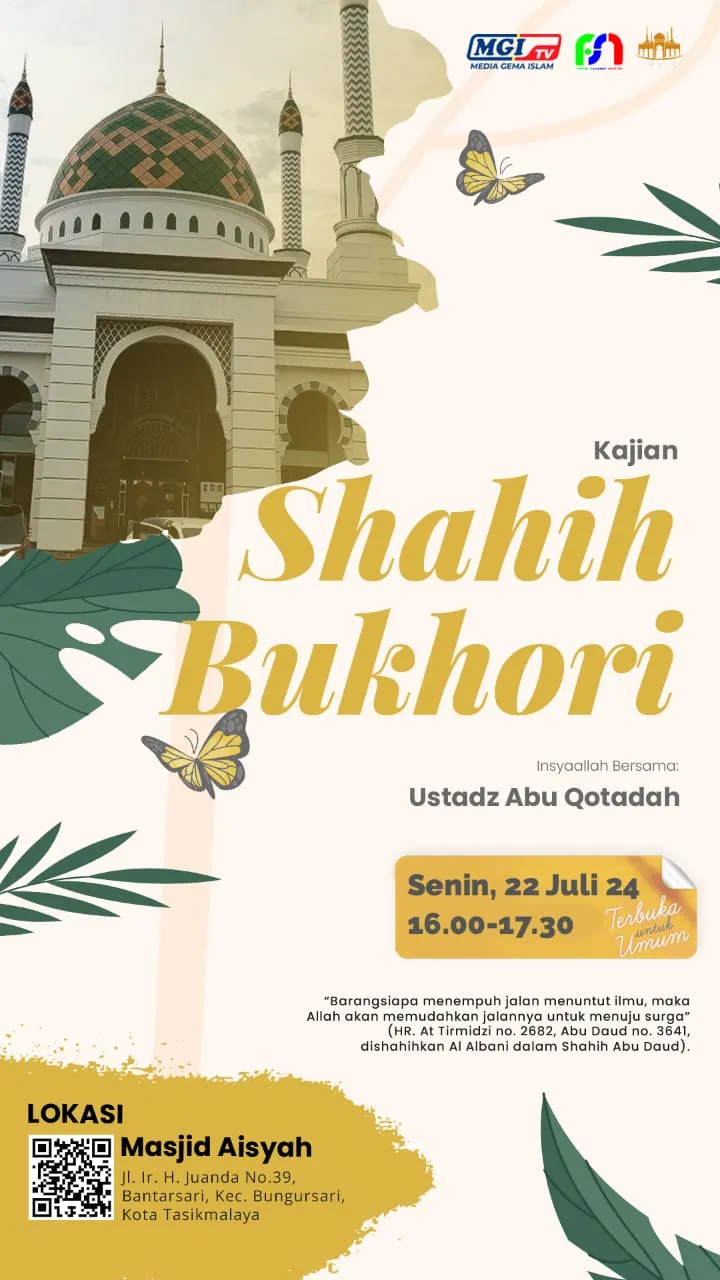 MGI TV
MEDIA GEMA ISLAM
Kajian
Shahih
Bukhori
Insyaallah Bersama:
Ustadz Abu Qotadah
Senin, 22 Juli 24
16.00-17.30
Terbuka
untuk
Umum
“Barangsiapa menempuh jalan menuntut ilmu, maka
Allah akan memudahkan jalannya untuk menuju surga”
(HR. At Tirmidzi no. 2682, Abu Daud no. 3641,
dishahihkan Al Albani dalam Shahih Abu Daud).
LOKASI
Masjid Aisyah
Jl. Ir. H. Juanda No.39,
Bantarsari, Kec. Bungursari,
Kota Tasikmalaya